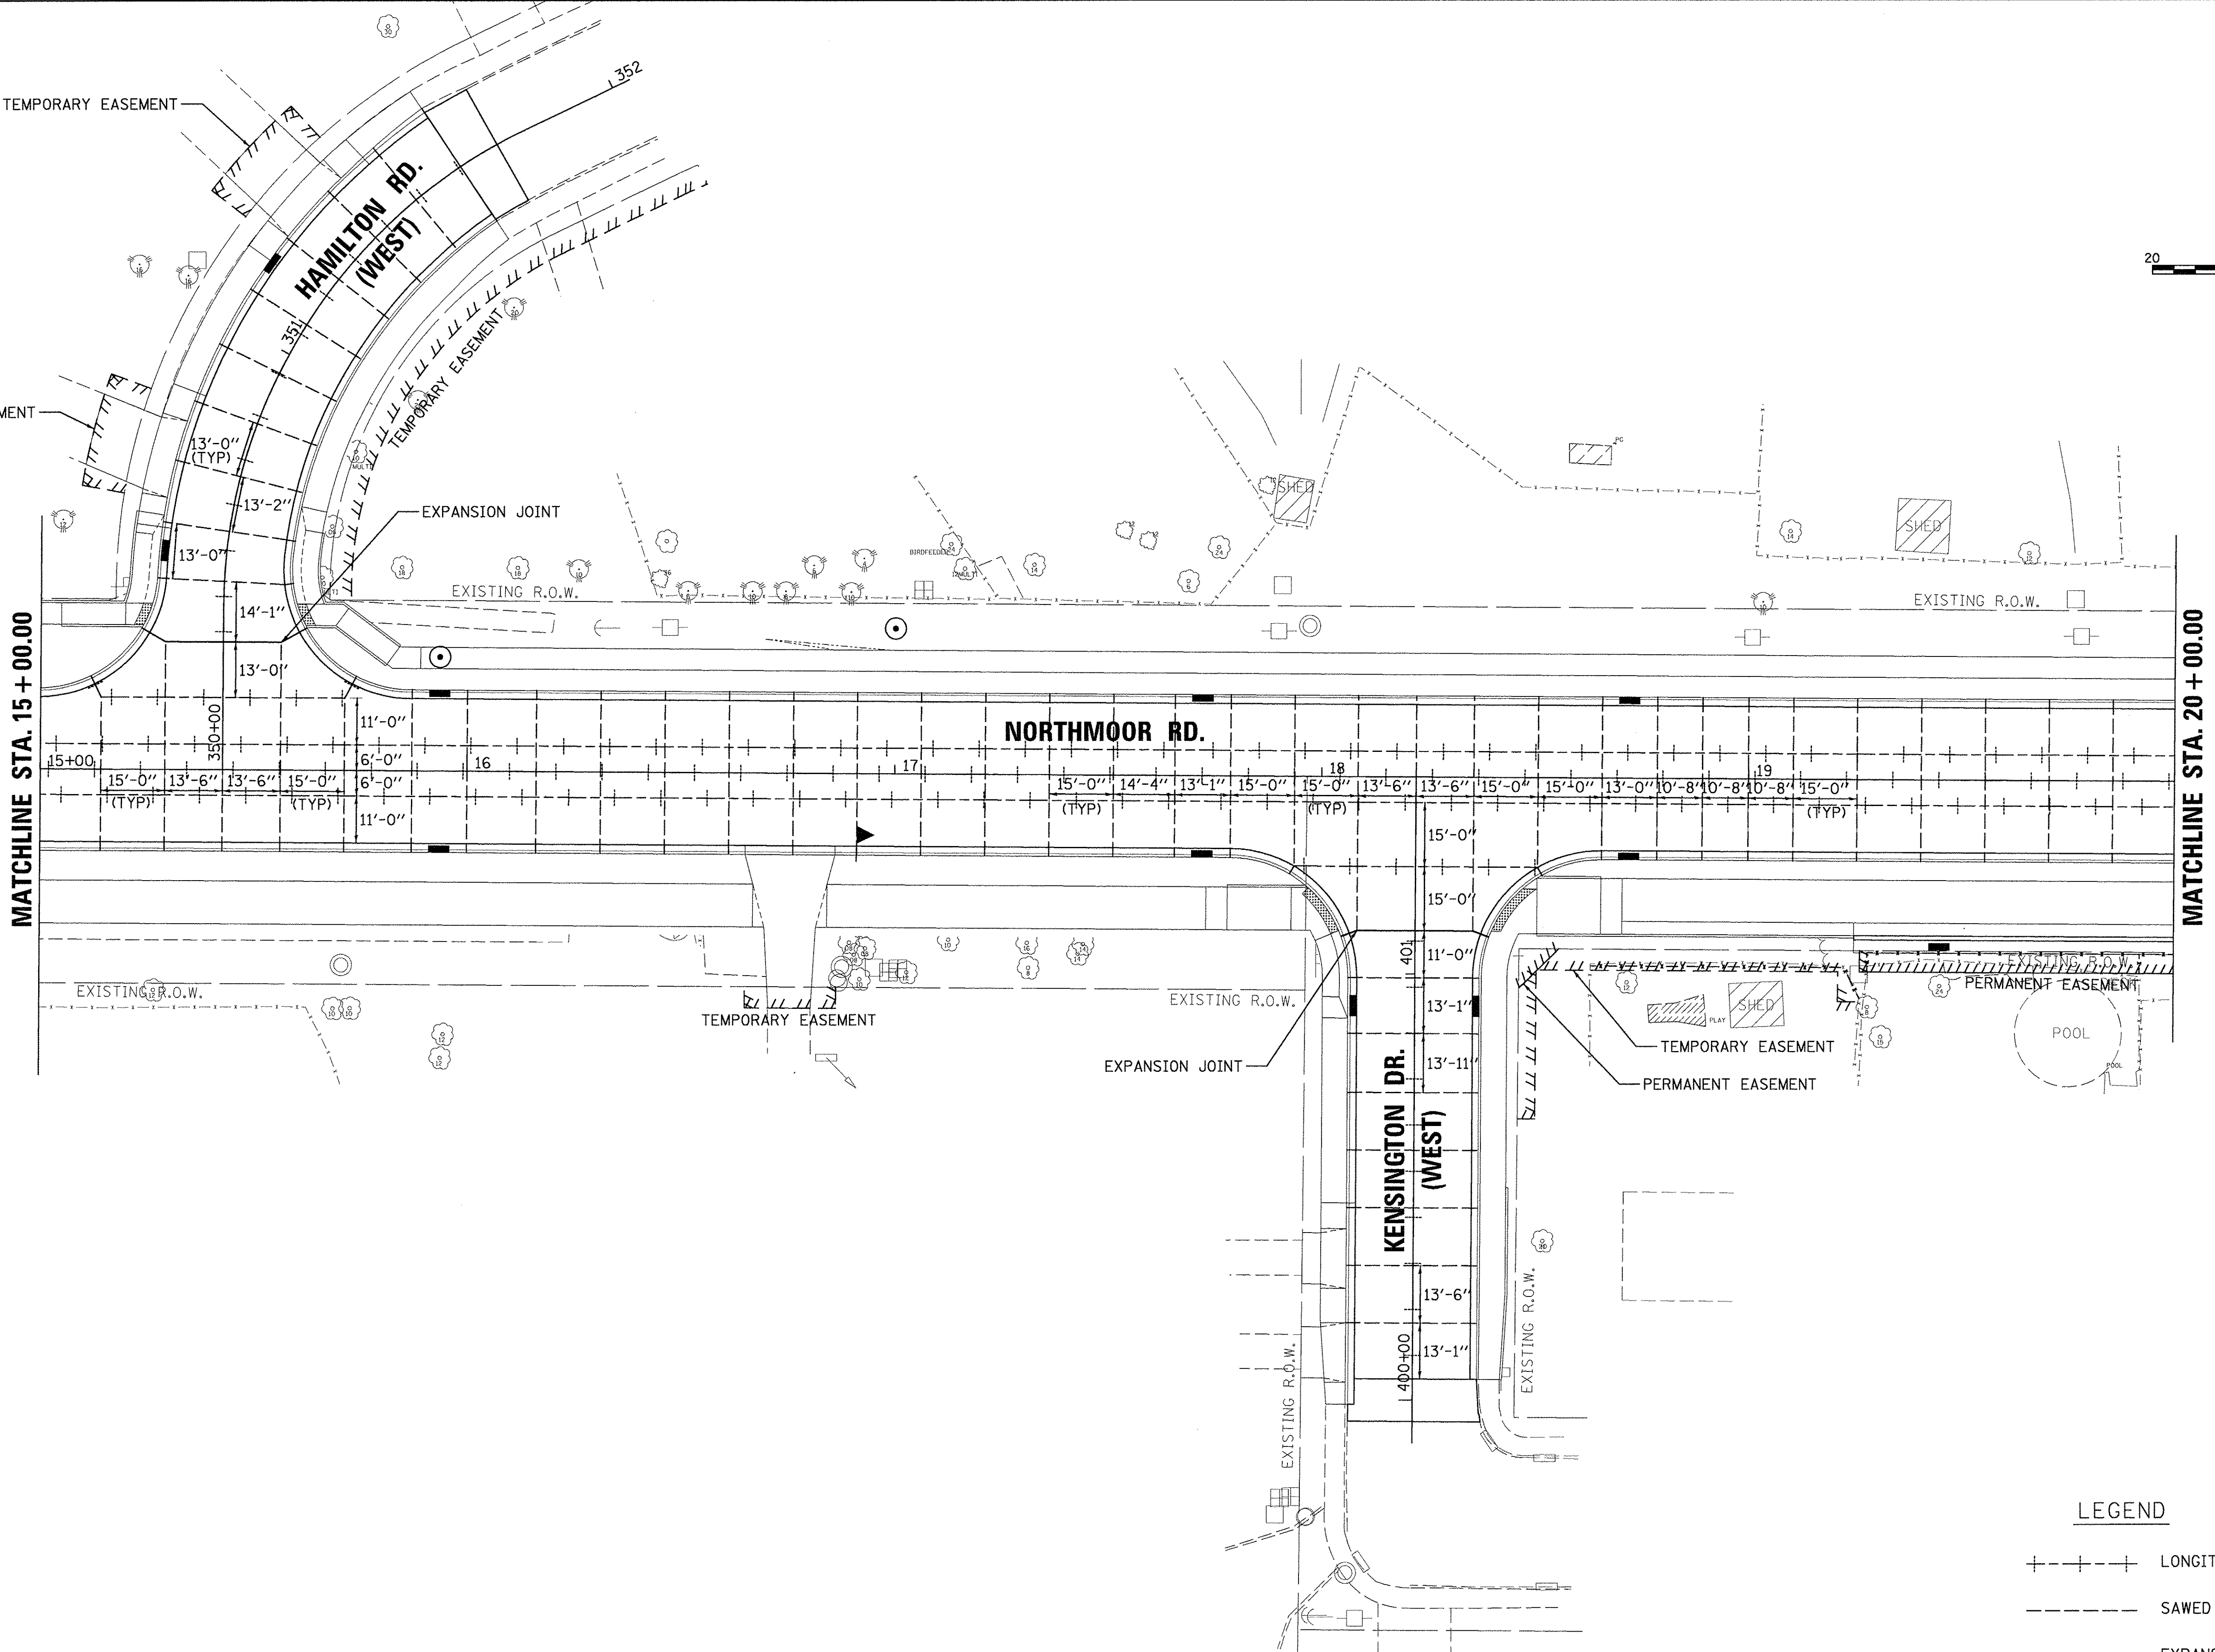 352
TEMPORARY EASEMENT
HAMILTON RD.
(WEST)
20
351
TEMPORARY EASEMENT
MENT
13'-0"
(TYP)
13'-2"
EXPANSION JOINT
13'-0"
14'-1"
13'-0"
EXISTING R.O.W.
BIRDFEEDER
SHED
PG
SHED
EXISTING R.O.W.
MATCHLINE STA. 15 + 00.00
MATCHLINE STA. 20 + 00.00
NORTHMOOR RD.
350+00
11'-0"
6'-0"
6'-0"
11'-0"
15+00
16
17
18
19
15'-0"
(TYP)
13'-6"
13'-6"
15'-0"
(TYP)
15'-0"
(TYP)
14'-4"
13'-1"
15'-0"
15'-0"
(TYP)
13'-6"
13'-6"
15'-0"
15'-0"
13'-0"
10'-8"
10'-8"
10'-8"
15'-0"
(TYP)
15'-0"
15'-0"
401
11'-0"
13'-1"
13'-11"
EXISTING R.O.W.
TEMPORARY EASEMENT
EXISTING R.O.W.
EXPANSION JOINT
KENSINGTON DR.
(WEST)
EXISTING R.O.W.
PERMANENT EASEMENT
SHED
PLAY
POOL
POOL
TEMPORARY EASEMENT
PERMANENT EASEMENT
13'-6"
13'-1"
400+00
EXISTING R.O.W.
EXISTING R.O.W.
LEGEND
LONGIT
SAWED